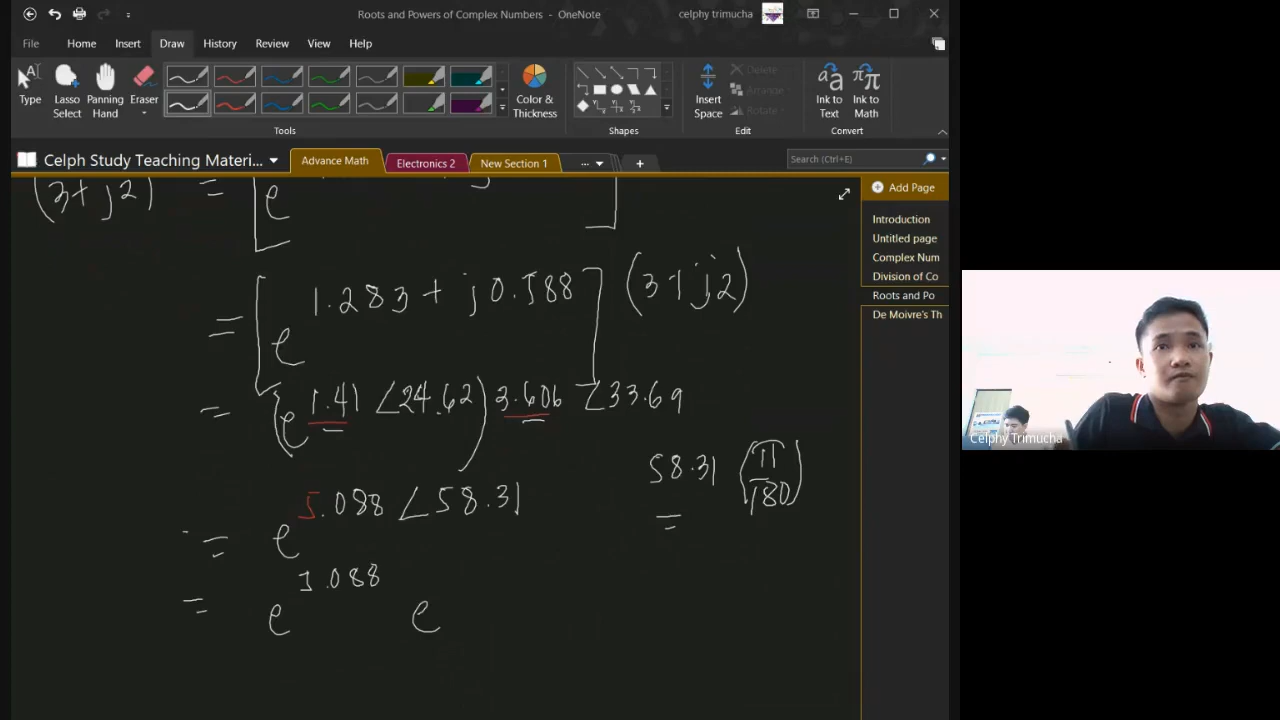 Roots and Powers of Complex Numbers - OneNote
celphy trimucha
File Home Insert Draw History Review View Help
Type
Lasso Select
Panning Hand
Eraser
Color & Thickness
Insert Space
Delete
Arrange
Rotate
Ink to Text
Ink to Math
Tools
Shapes
Edit
Convert
Celph Study Teaching Materi...
Advance Math
Electronics 2
New Section 1
...
Search (Ctrl+E)
Add Page
Introduction
Untitled page
Complex Num
Division of Co
Roots and Po
De Moivre's Th
(3+j2) = [e
= [e^1.283 + j0.588] (3+j2)
= (e^1.41 ∠24.62) 3.606 ∠33.69
= e^5.088 ∠58.31
58.31 (π/180)
=
= e^5.088 e
Celphy Trimucha